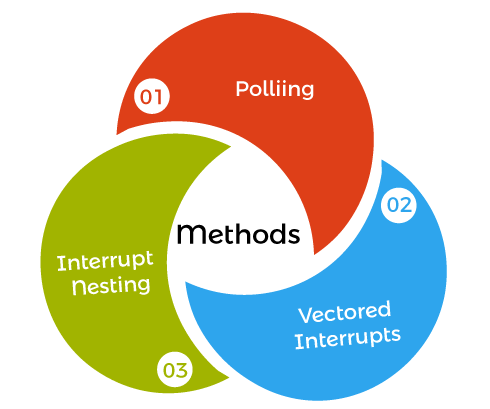 01
Polliing
02
Methods
Interrupt
Nesting
Vectored
Interrupts
03